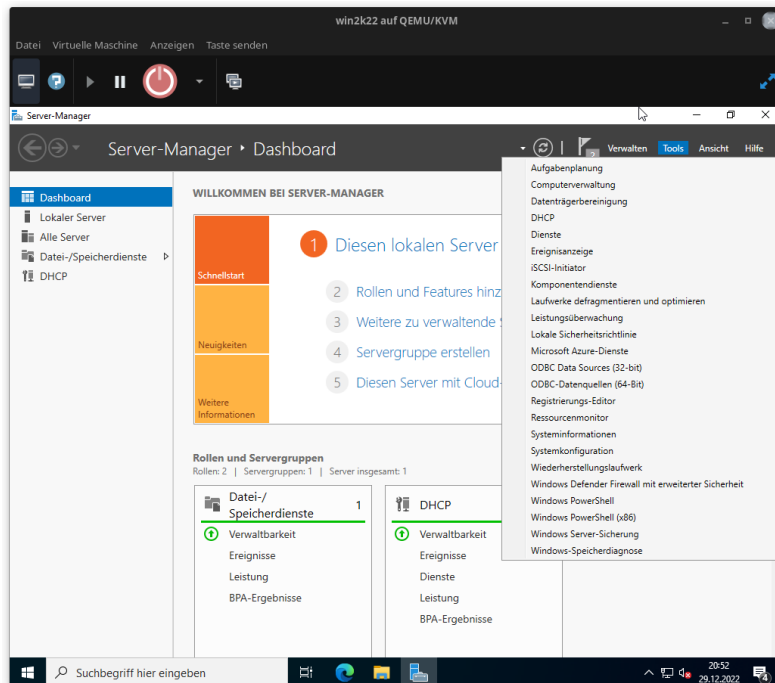 win2k22 auf QEMU/KVM
Datei Virtuelle Maschine Anzeigen Taste senden
Server-Manager
Server-Manager Dashboard
2
Verwalten Tools Ansicht Hilfe
Dashboard
Lokaler Server
Alle Server
Datei-/Speicherdienste
DHCP
WILLKOMMEN BEI SERVER-MANAGER
Schnellstart
Neuigkeiten
Weitere
Informationen
1 Diesen lokalen Server
2 Rollen und Features hinz
3 Weitere zu verwaltende
4 Servergruppe erstellen
5 Diesen Server mit Cloud-
Rollen und Servergruppen
Rollen: 2 | Servergruppen: 1 | Server insgesamt: 1
Datei-/
Speicherdienste 1
Verwaltbarkeit
Ereignisse
Leistung
BPA-Ergebnisse
DHCP
Verwaltbarkeit
Ereignisse
Dienste
Leistung
BPA-Ergebnisse
Aufgabenplanung
Computerverwaltung
Datenträgerbereinigung
DHCP
Dienste
Ereignisanzeige
iSCSI-Initiator
Komponentendienste
Laufwerke defragmentieren und optimieren
Leistungsüberwachung
Lokale Sicherheitsrichtlinie
Microsoft Azure-Dienste
ODBC Data Sources (32-bit)
ODBC-Datenquellen (64-Bit)
Registrierungs-Editor
Ressourcenmonitor
Systeminformationen
Systemkonfiguration
Wiederherstellungslaufwerk
Windows Defender Firewall mit erweiterter Sicherheit
Windows PowerShell
Windows PowerShell (x86)
Windows Server-Sicherung
Windows-Speicherdiagnose
Suchbegriff hier eingeben
20:52
29.12.2022
4